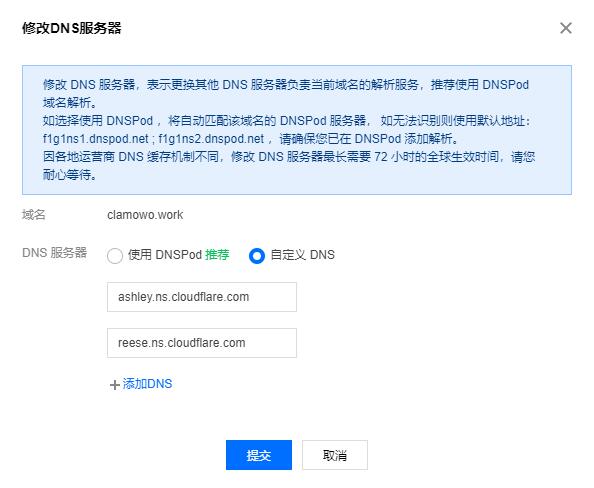 修改DNS服务器
修改 DNS 服务器，表示更换其他 DNS 服务器负责当前域名的解析服务，推荐使用 DNSPod
域名解析。
如选择使用 DNSPod ，将自动匹配该域名的 DNSPod 服务器， 如无法识别则使用默认地址：
f1g1ns1.dnspod.net ; f1g1ns2.dnspod.net ，请确保您已在 DNSPod 添加解析。
因各地运营商 DNS 缓存机制不同，修改 DNS 服务器最长需要 72 小时的全球生效时间，请您
耐心等待。
域名 clamowo.work
DNS 服务器 使用 DNSPod 推荐 自定义 DNS
ashley.ns.cloudflare.com
reese.ns.cloudflare.com
添加DNS
提交 取消